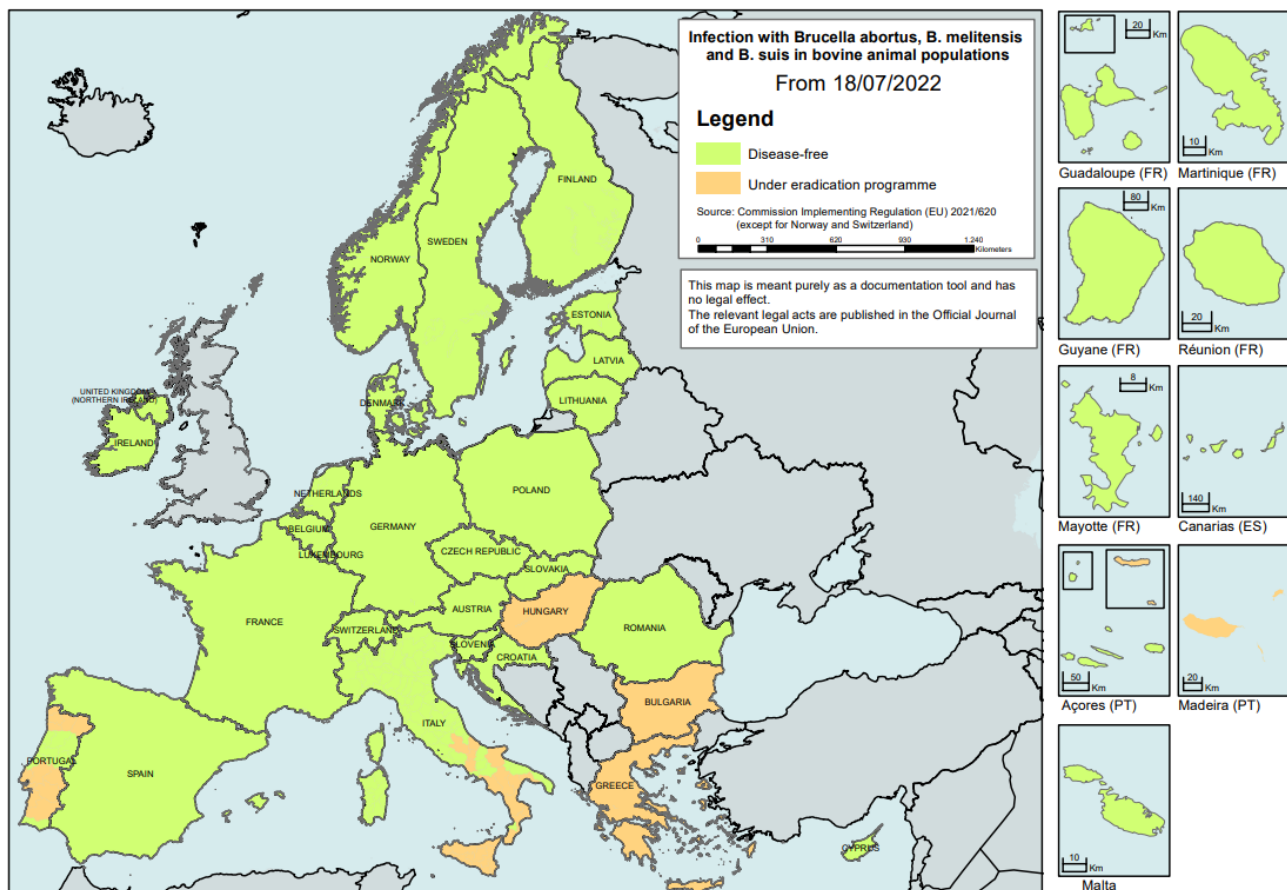 Infection with Brucella abortus, B. melitensis
and B. suis in bovine animal populations
From 18/07/2022
Legend
Disease-free
Under eradication programme
Source: Commission Implementing Regulation (EU) 2021/620
(except for Norway and Switzerland)
0 310 620 930 1.240
Kilometers
This map is meant purely as a documentation tool and has
no legal effect.
The relevant legal acts are published in the Official Journal
of the European Union.
FINLAND
SWEDEN
NORWAY
ESTONIA
LATVIA
LITHUANIA
DENMARK
UNITED KINGDOM
(NORTHERN IRELAND)
IRELAND
NETHERLANDS
BELGIUM
LUXEMBOURG
GERMANY
POLAND
CZECH REPUBLIC
SLOVAKIA
AUSTRIA
HUNGARY
FRANCE
SWITZERLAND
SLOVENIA
CROATIA
ROMANIA
BULGARIA
ITALY
PORTUGAL
SPAIN
GREECE
CYPRUS
20
Km
Guadaloupe (FR)
10
Km
Martinique (FR)
80
Km
Guyane (FR)
20
Km
Réunion (FR)
8
Km
Mayotte (FR)
140
Km
Canarias (ES)
50
Km
Açores (PT)
20
Km
Madeira (PT)
10
Km
Malta